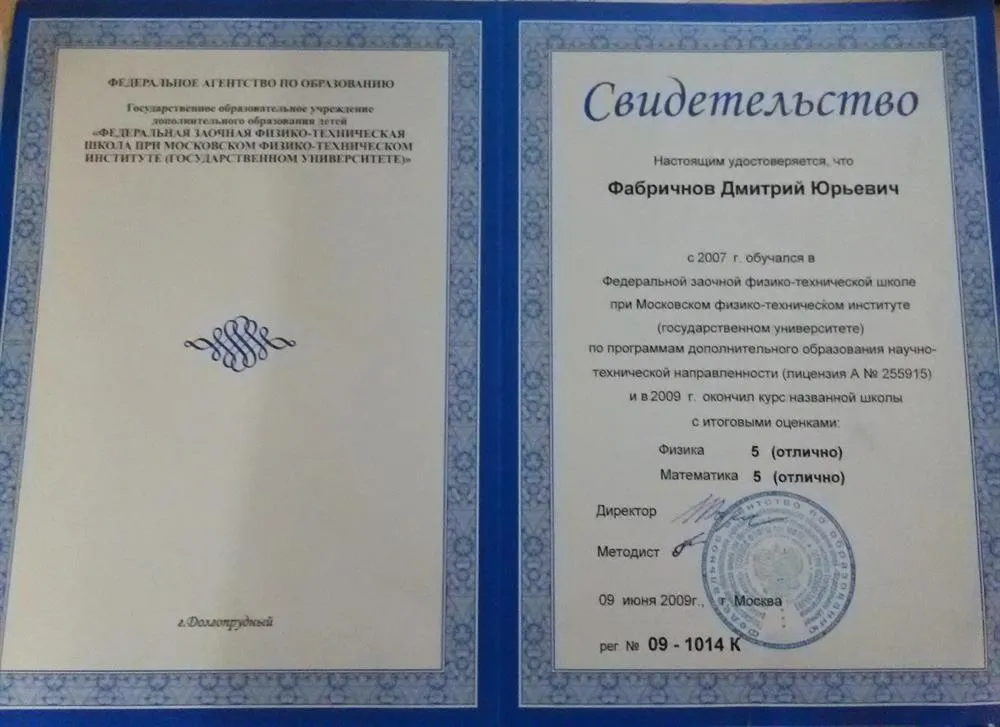 ФЕДЕРАЛЬНОЕ АГЕНТСТВО ПО ОБРАЗОВАНИЮ
Государственное образовательное учреждение
дополнительного образования детей
«ФЕДЕРАЛЬНАЯ ЗАОЧНАЯ ФИЗИКО-ТЕХНИЧЕСКАЯ
ШКОЛА ПРИ МОСКОВСКОМ ФИЗИКО-ТЕХНИЧЕСКОМ
ИНСТИТУТЕ (ГОСУДАРСТВЕННОМ УНИВЕРСИТЕТЕ)»
г.Долгопрудный
Свидетельство
Настоящим удостоверяется, что
Фабричнов Дмитрий Юрьевич
с 2007 г. обучался в
Федеральной заочной физико-технической школе
при Московском физико-техническом институте
(государственном университете)
по программам дополнительного образования научно-
технической направленности (лицензия А № 255915)
и в 2009 г. окончил курс названной школы
с итоговыми оценками:
Физика 5 (отлично)
Математика 5 (отлично)
Директор
Методист
09 июня 2009г., г. Москва
рег № 09 - 1014 К
Федеральное агентство по образованию